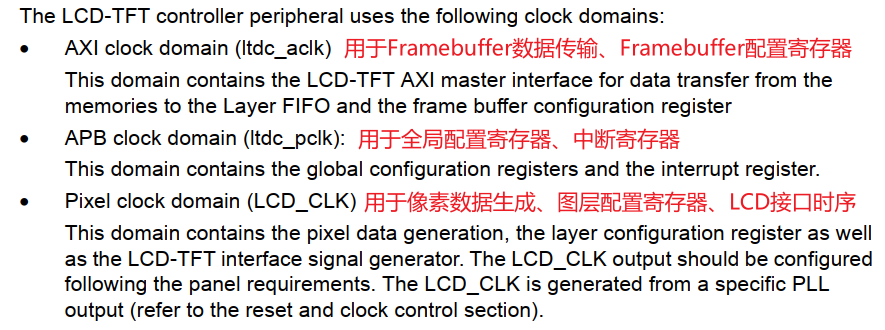 The LCD-TFT controller peripheral uses the following clock domains:
• AXI clock domain (ltdc_aclk) 用于Framebuffer数据传输、Framebuffer配置寄存器
This domain contains the LCD-TFT AXI master interface for data transfer from the
memories to the Layer FIFO and the frame buffer configuration register
• APB clock domain (ltdc_pclk): 用于全局配置寄存器、中断寄存器
This domain contains the global configuration registers and the interrupt register.
• Pixel clock domain (LCD_CLK) 用于像素数据生成、图层配置寄存器、LCD接口时序
This domain contains the pixel data generation, the layer configuration register as well
as the LCD-TFT interface signal generator. The LCD_CLK output should be configured
following the panel requirements. The LCD_CLK is generated from a specific PLL
output (refer to the reset and clock control section).